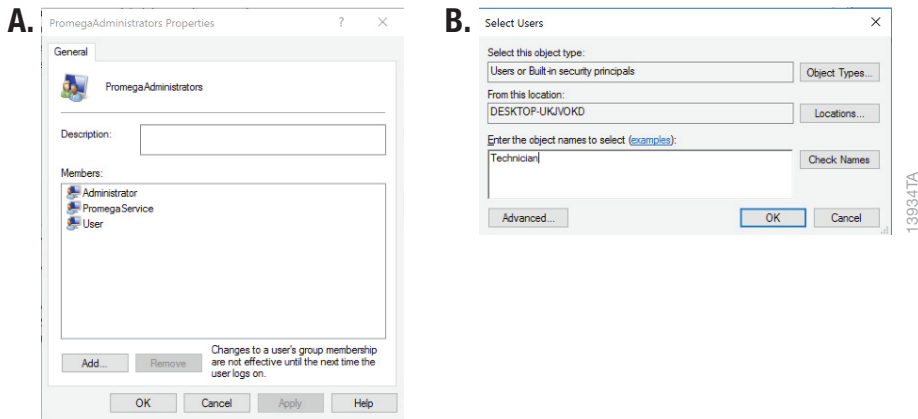 A.
PromegaAdministrators Properties ? ×
General
PromegaAdministrators
Description:
Members:
Administrator
PromegaService
User
Add...
Remove
Changes to a user's group membership
are not effective until the next time the
user logs on.
OK
Cancel
Apply
Help
B.
Select Users ×
Select this object type:
Users or Built-in security principals
Object Types...
From this location:
DESKTOP-UKJVOKD
Locations...
Enter the object names to select (examples):
Technician
Check Names
Advanced...
OK
Cancel
13934TA